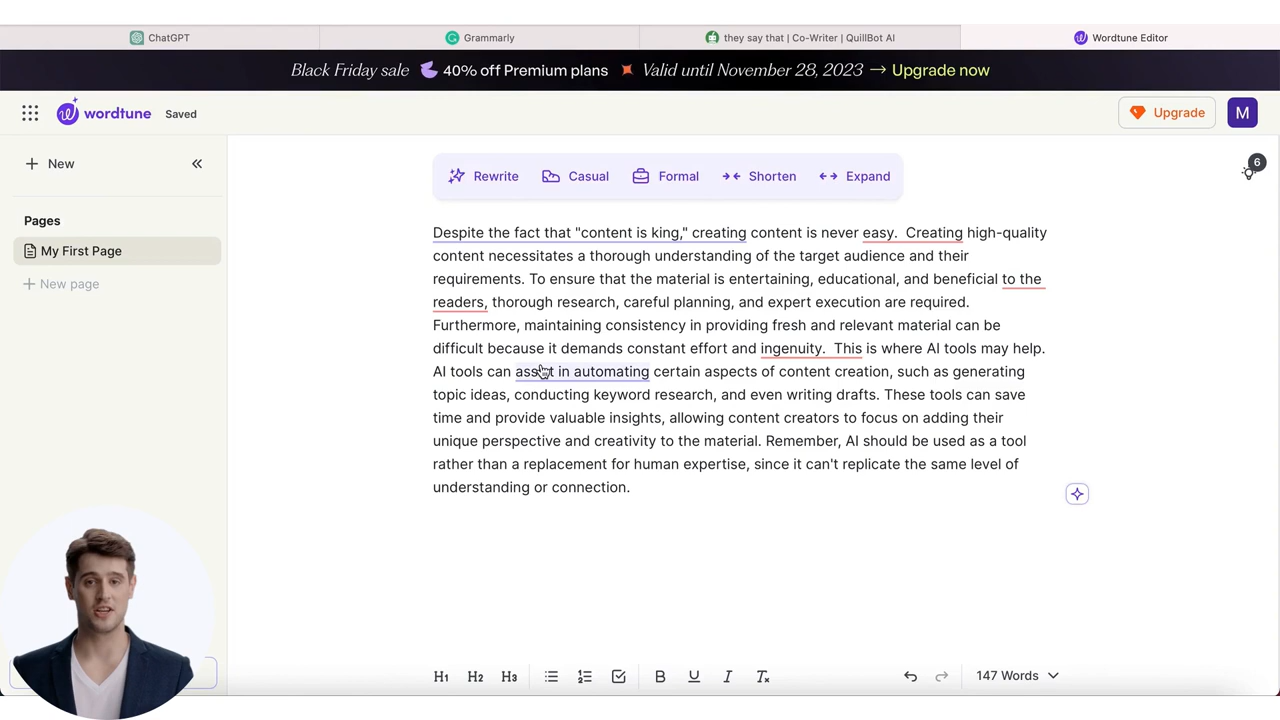 ChatGPT
Grammarly
they say that | Co-Writer | QuillBot AI
Wordtune Editor
Black Friday sale 40% off Premium plans Valid until November 28, 2023 → Upgrade now
wordtune Saved
Upgrade
M
+ New
«
Pages
My First Page
+ New page
Rewrite Casual Formal Shorten Expand
6
Despite the fact that "content is king," creating content is never easy.  Creating high-quality
content necessitates a thorough understanding of the target audience and their
requirements. To ensure that the material is entertaining, educational, and beneficial to the
readers, thorough research, careful planning, and expert execution are required.
Furthermore, maintaining consistency in providing fresh and relevant material can be
difficult because it demands constant effort and ingenuity.  This is where AI tools may help.
AI tools can assist in automating certain aspects of content creation, such as generating
topic ideas, conducting keyword research, and even writing drafts. These tools can save
time and provide valuable insights, allowing content creators to focus on adding their
unique perspective and creativity to the material. Remember, AI should be used as a tool
rather than a replacement for human expertise, since it can't replicate the same level of
understanding or connection.
H1 H2 H3 B U I Tx 147 Words